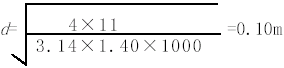 d=√(4×11 / 3.14×1.40×1000) =0.10m